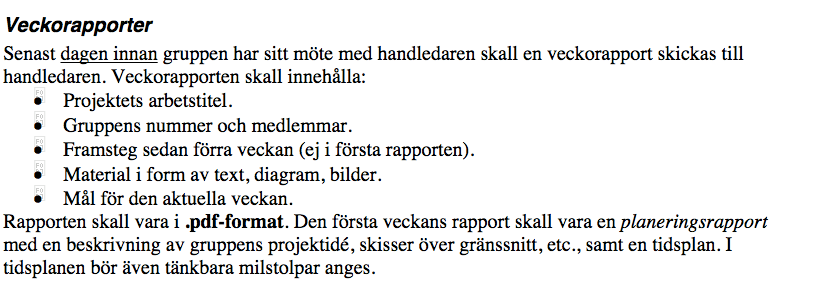 Veckorapporter
Senast dagen innan gruppen har sitt möte med handledaren skall en veckorapport skickas till
handledaren. Veckorapporten skall innehålla:
• Projektets arbetstitel.
• Gruppens nummer och medlemmar.
• Framsteg sedan förra veckan (ej i första rapporten).
• Material i form av text, diagram, bilder.
• Mål för den aktuella veckan.
Rapporten skall vara i .pdf-format. Den första veckans rapport skall vara en planeringsrapport
med en beskrivning av gruppens projektidé, skisser över gränssnitt, etc., samt en tidsplan. I
tidsplanen bör även tänkbara milstolpar anges.